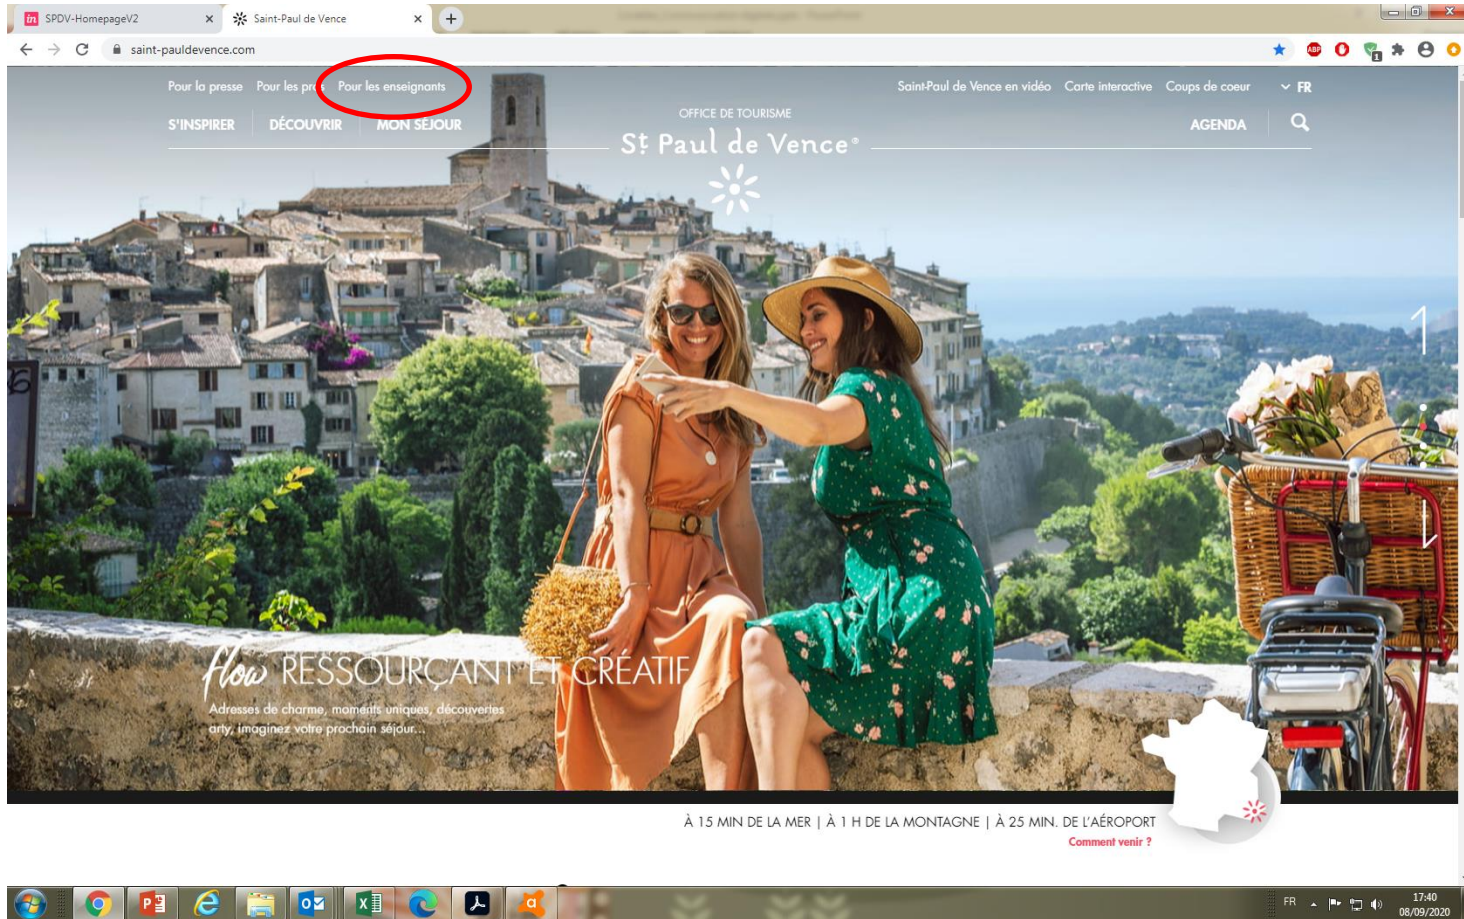 SPDV-HomepageV2
Saint-Paul de Vence
saint-pauldevence.com
ABP
1
Pour la presse Pour les pros Pour les enseignants
Saint-Paul de Vence en vidéo Carte interactive Coups de coeur FR
S'INSPIRER DÉCOUVRIR MON SÉJOUR
AGENDA
OFFICE DE TOURISME
St Paul de Vence®
flow RESSOURÇANT ET CRÉATIF
Adresses de charme, moments uniques, découvertes
arty, imaginez votre prochain séjour...
À 15 MIN DE LA MER | À 1 H DE LA MONTAGNE | À 25 MIN. DE L'AÉROPORT
Comment venir ?
FR
17:40
08/09/2020